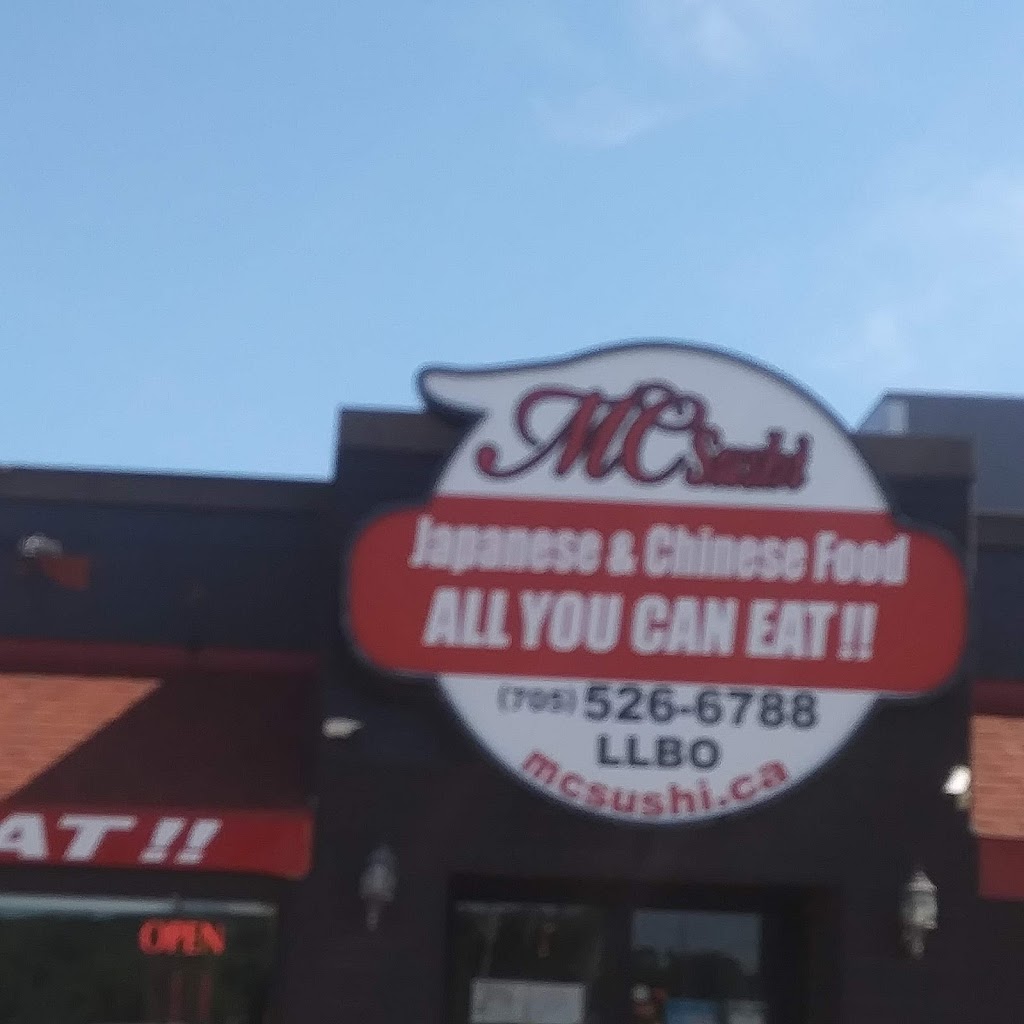 MC Sushi
Japanese & Chinese Food
ALL YOU CAN EAT!!
(705) 526-6788
LLBO
mcsushi.ca
AT!!
OPEN